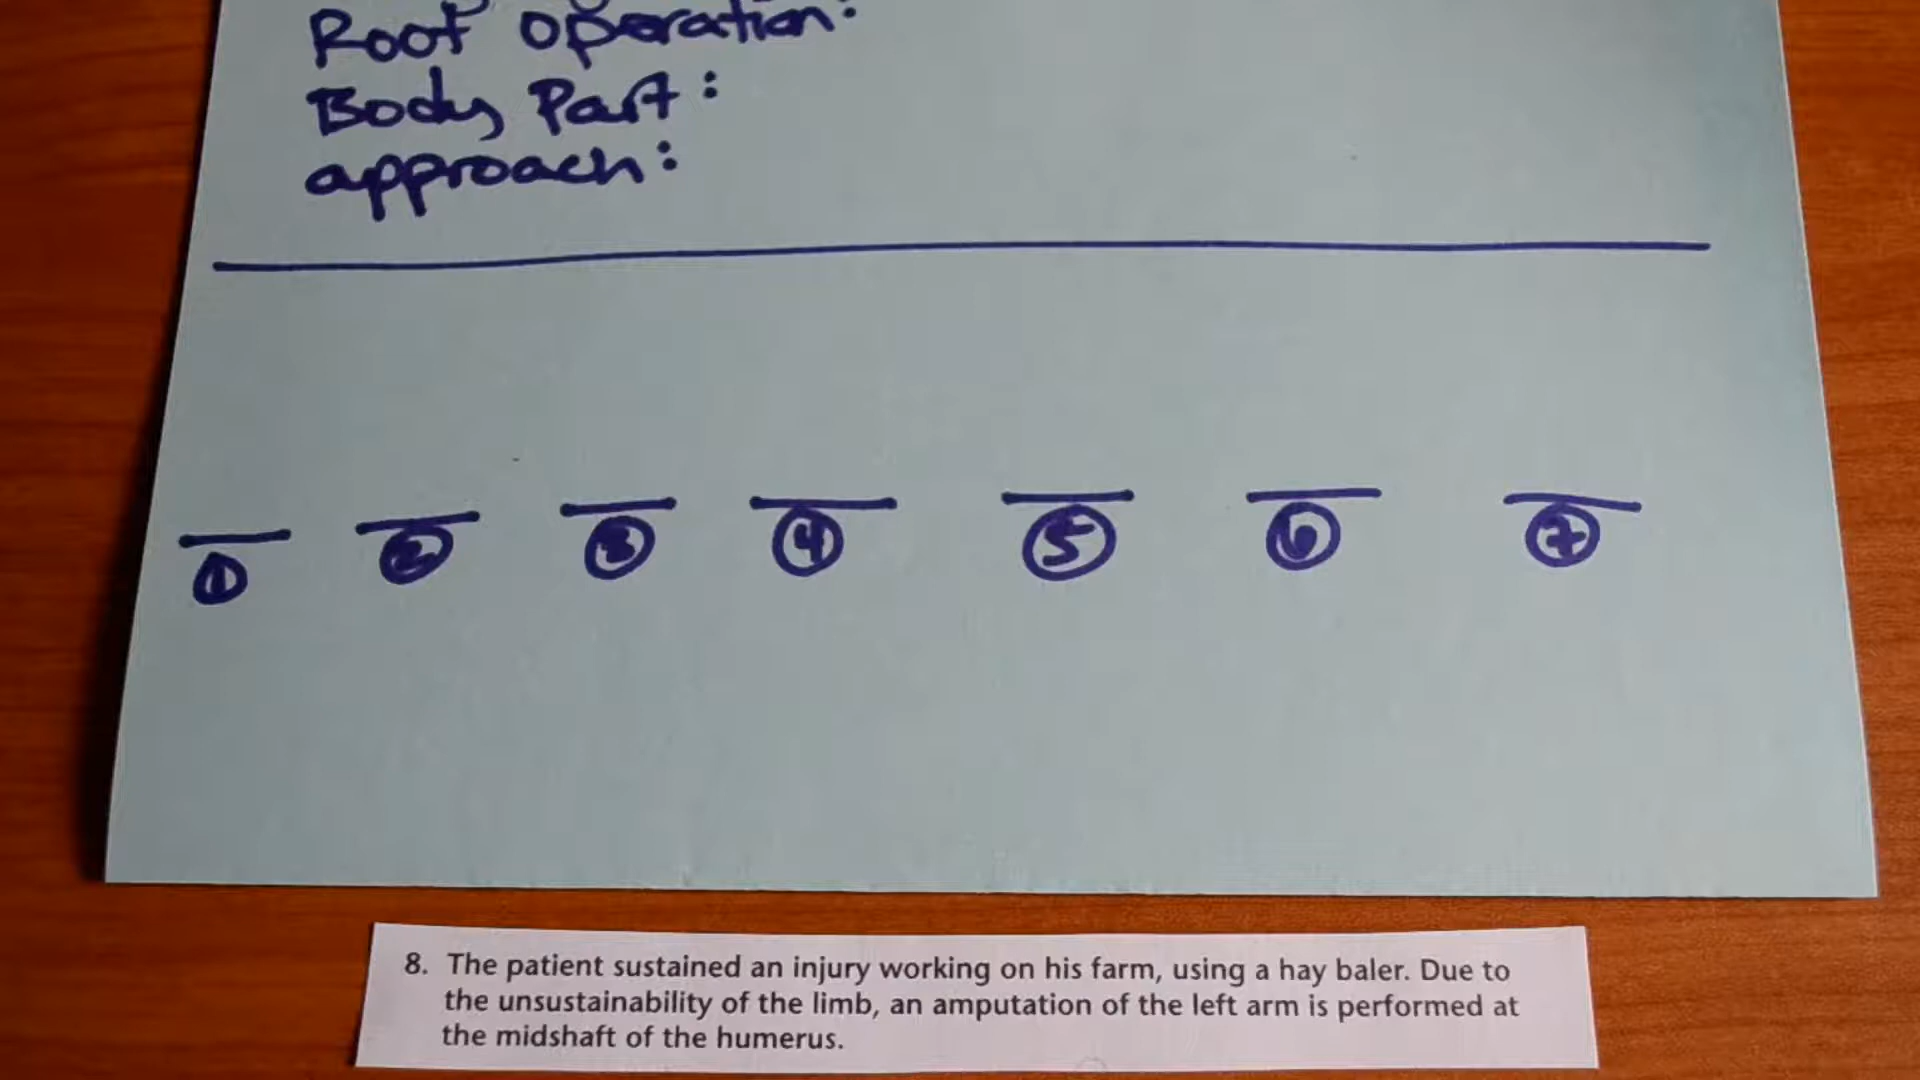 Root operation:
Body Part:
approach:
1 2 3 4 5 6 7
8. The patient sustained an injury working on his farm, using a hay baler. Due to
the unsustainability of the limb, an amputation of the left arm is performed at
the midshaft of the humerus.